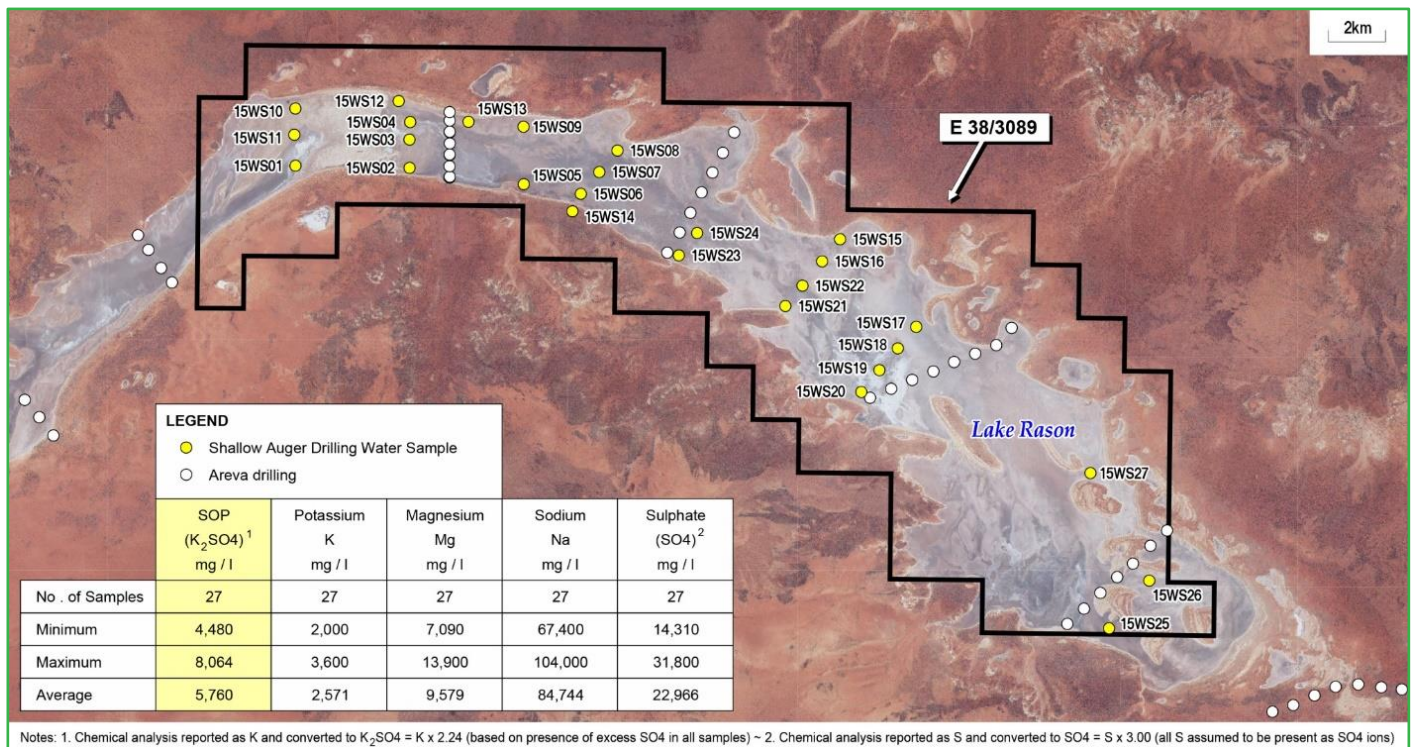 2km
E 38/3089
15WS10
15WS12
15WS13
15WS04
15WS09
15WS11
15WS03
15WS08
15WS01
15WS02
15WS05
15WS07
15WS06
15WS14
15WS24
15WS15
15WS23
15WS16
15WS22
15WS21
15WS17
15WS18
15WS19
15WS20
Lake Rason
15WS27
15WS26
15WS25
LEGEND
Shallow Auger Drilling Water Sample
Areva drilling
SOP Potassium Magnesium Sodium Sulphate
(K2SO4)1 K Mg Na (SO4)2
mg / l mg / l mg / l mg / l mg / l
No . of Samples 27 27 27 27 27
Minimum 4,480 2,000 7,090 67,400 14,310
Maximum 8,064 3,600 13,900 104,000 31,800
Average 5,760 2,571 9,579 84,744 22,966
Notes: 1. Chemical analysis reported as K and converted to K2SO4 = K x 2.24 (based on presence of excess SO4 in all samples) ~ 2. Chemical analysis reported as S and converted to SO4 = S x 3.00 (all S assumed to be present as SO4 ions)